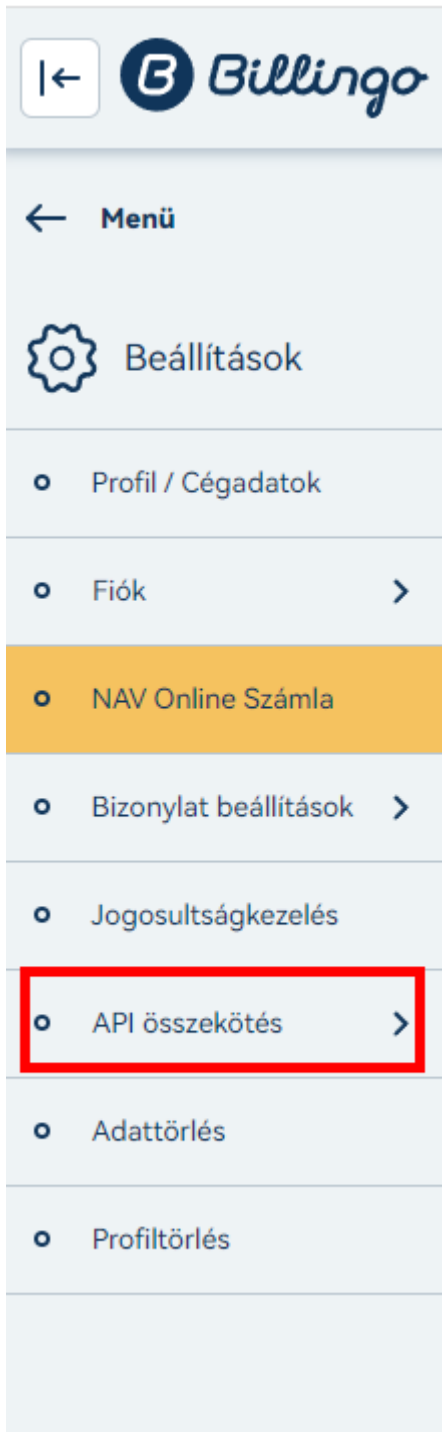 Billingo
Menü
Beállítások
Profil / Cégadatok
Fiók
NAV Online Számla
Bizonylat beállítások
Jogosultságkezelés
API összekötés
Adattörlés
Profiltörlés